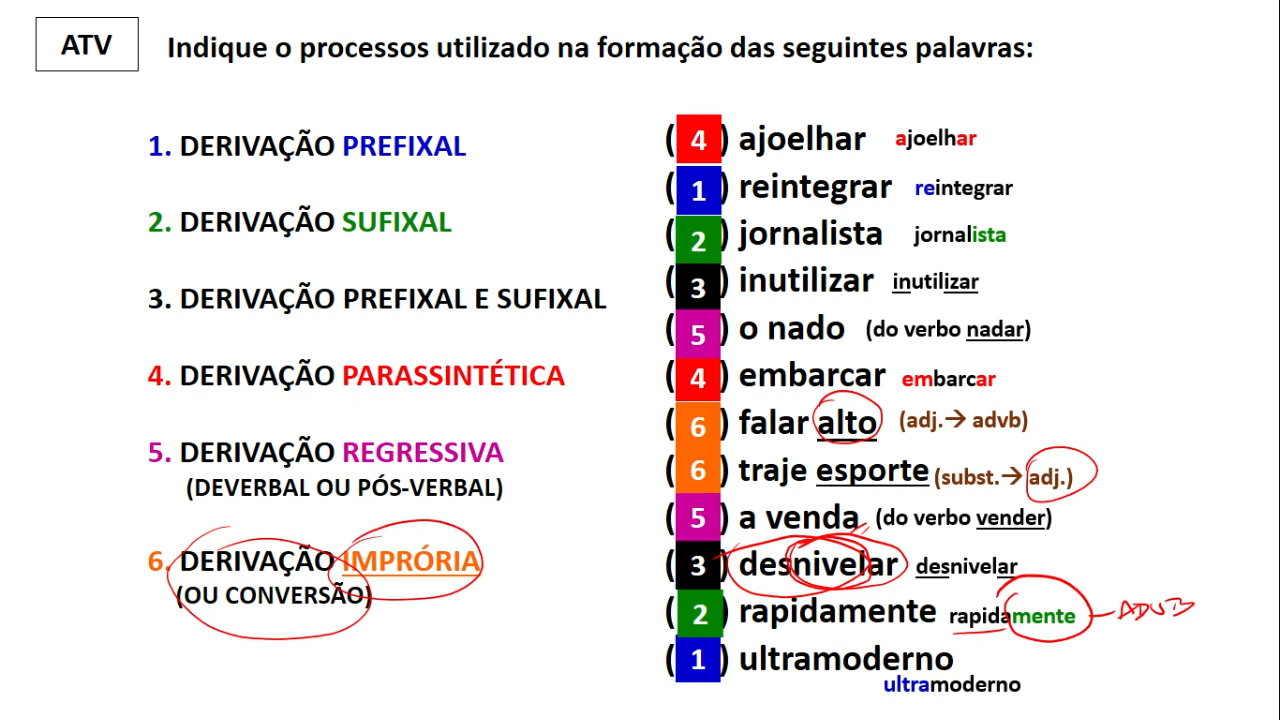 ATV
Indique o processos utilizado na formação das seguintes palavras:
1. DERIVAÇÃO PREFIXAL
2. DERIVAÇÃO SUFIXAL
3. DERIVAÇÃO PREFIXAL E SUFIXAL
4. DERIVAÇÃO PARASSINTÉTICA
5. DERIVAÇÃO REGRESSIVA
(DEVERBAL OU PÓS-VERBAL)
6. DERIVAÇÃO IMPRÓRIA
(OU CONVERSÃO)
(4) ajoelhar ajoelhar
(1) reintegrar reintegrar
(2) jornalista jornalista
(3) inutilizar inutilizar
(5) o nado (do verbo nadar)
(4) embarcar embarcar
(6) falar alto (adj.→ advb)
(6) traje esporte (subst.→ adj.)
(5) a venda (do verbo vender)
(3) desnivelar desnivelar
(2) rapidamente rapidamente - ADVB
(1) ultramoderno
ultramoderno